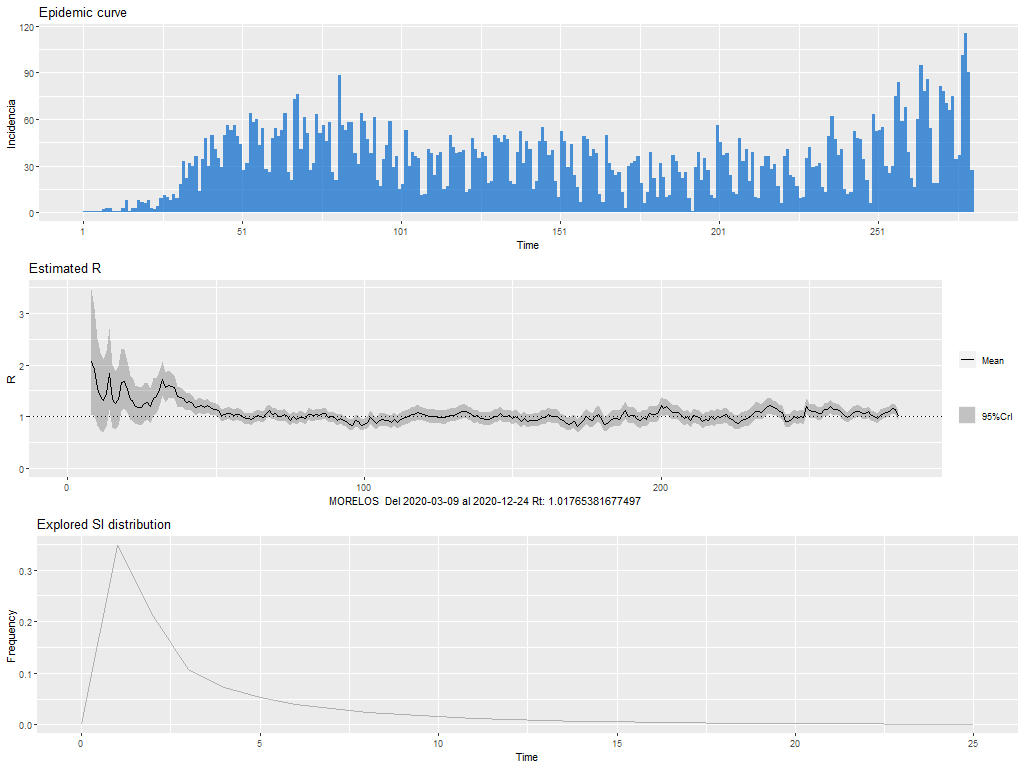 Epidemic curve
120
90
60
30
0
Incidencia
1 51 101 151 201 251
Time
Estimated R
3
2
1
0
R
Mean
95%CrI
0 100 200
MORELOS Del 2020-03-09 al 2020-12-24 Rt: 1.01765381677497
Explored SI distribution
0.3
0.2
0.1
0.0
Frequency
0 5 10 15 20 25
Time